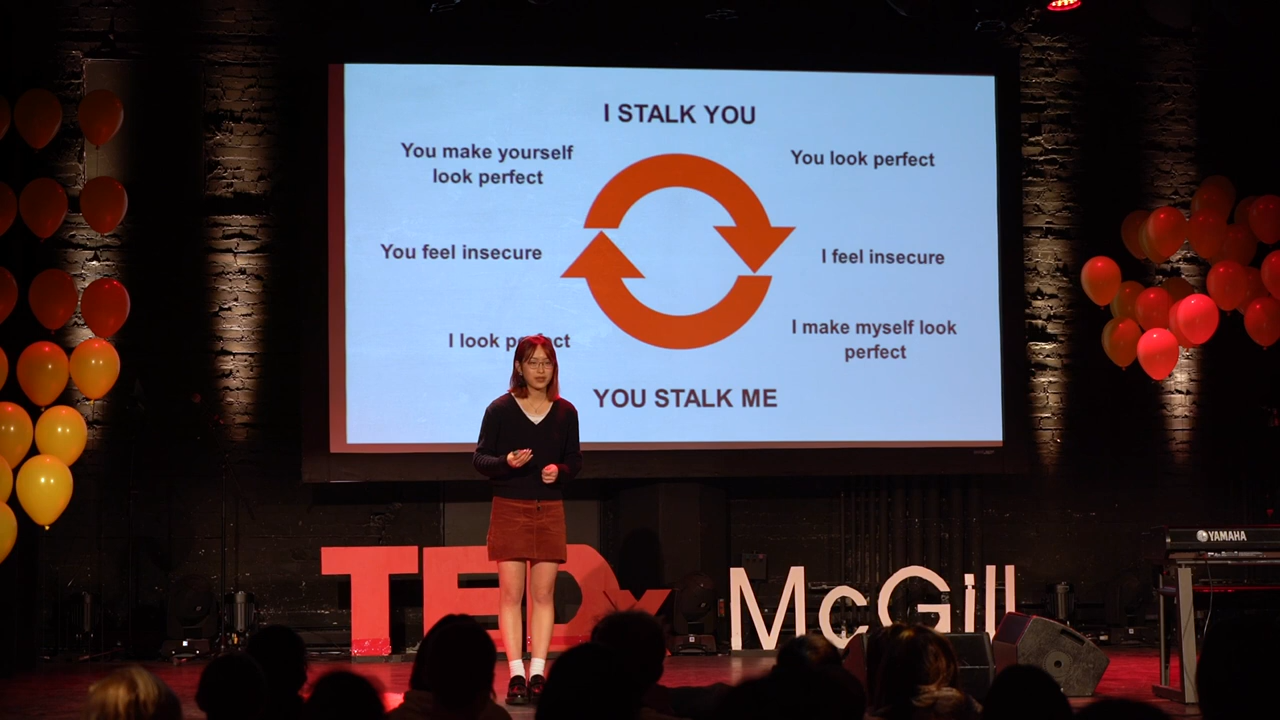 I STALK YOU
You make yourself
look perfect
You look perfect
You feel insecure
I feel insecure
I look
I make myself look
perfect
YOU STALK ME
TEDx McGill
YAMAHA